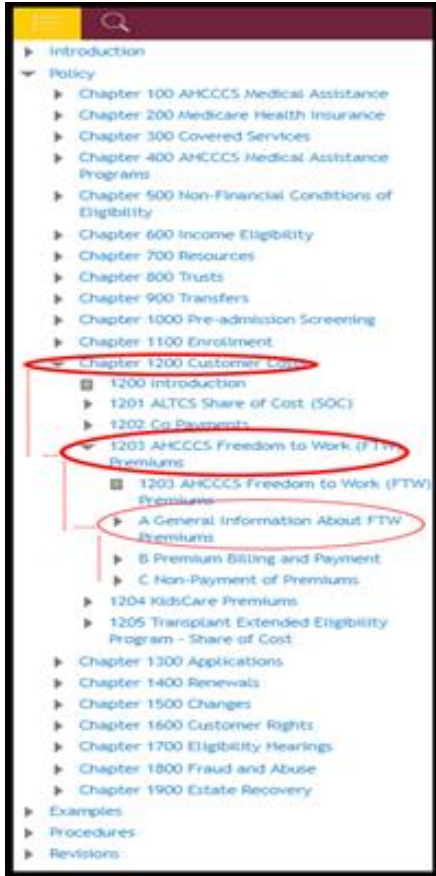 Introduction
Policy
Chapter 100 AHCCCS Medical Assistance
Chapter 200 Medicare Health Insurance
Chapter 300 Covered Services
Chapter 400 AHCCCS Medical Assistance
Programs
Chapter 500 Non-Financial Conditions of
Eligibility
Chapter 600 Income Eligibility
Chapter 700 Resources
Chapter 800 Trusts
Chapter 900 Transfers
Chapter 1000 Pre-admission Screening
Chapter 1100 Enrollment
Chapter 1200 Customer Costs
1200 Introduction
1201 ALTCS Share of Cost (SOC)
1202 Co Payments
1203 AHCCCS Freedom to Work (FTW)
Premiums
1203 AHCCCS Freedom to Work (FTW)
Premiums
A General Information About FTW
Premiums
B Premium Billing and Payment
C Non-Payment of Premiums
1204 KidsCare Premiums
1205 Transplant Extended Eligibility
Program - Share of Cost
Chapter 1300 Applications
Chapter 1400 Renewals
Chapter 1500 Changes
Chapter 1600 Customer Rights
Chapter 1700 Eligibility Hearings
Chapter 1800 Fraud and Abuse
Chapter 1900 Estate Recovery
Examples
Procedures
Revisions